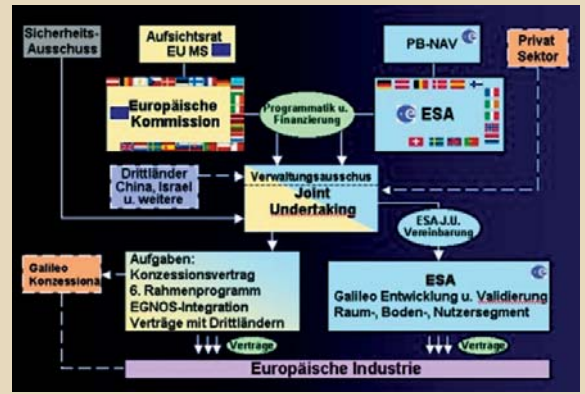 Sicherheits-
Ausschuss
Aufsichtsrat
EU MS
PB-NAV
Privat
Sektor
Europäische
Kommission
Programmatik u.
Finanzierung
ESA
Drittländer
China, Israel
u. weitere
Verwaltungsausschus
Joint
Undertaking
ESA-J.U.
Vereinbarung
Galileo
Konzessionä
Aufgaben:
Konzessionsvertrag
6. Rahmenprogramm
EGNOS-Integration
Verträge mit Drittländern
ESA
Galileo Entwicklung u. Validierung
Raum-, Boden-, Nutzersegment
Verträge
Verträge
Europäische Industrie